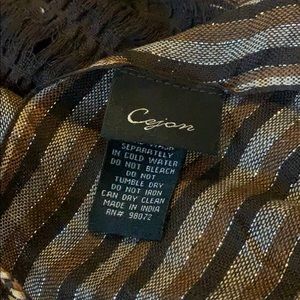 Cejon
WASH
SEPARATELY
IN COLD WATER
DO NOT BLEACH
DO NOT
TUMBLE DRY
DO NOT IRON
CAN DRY CLEAN
MADE IN INDIA
RN# 98072